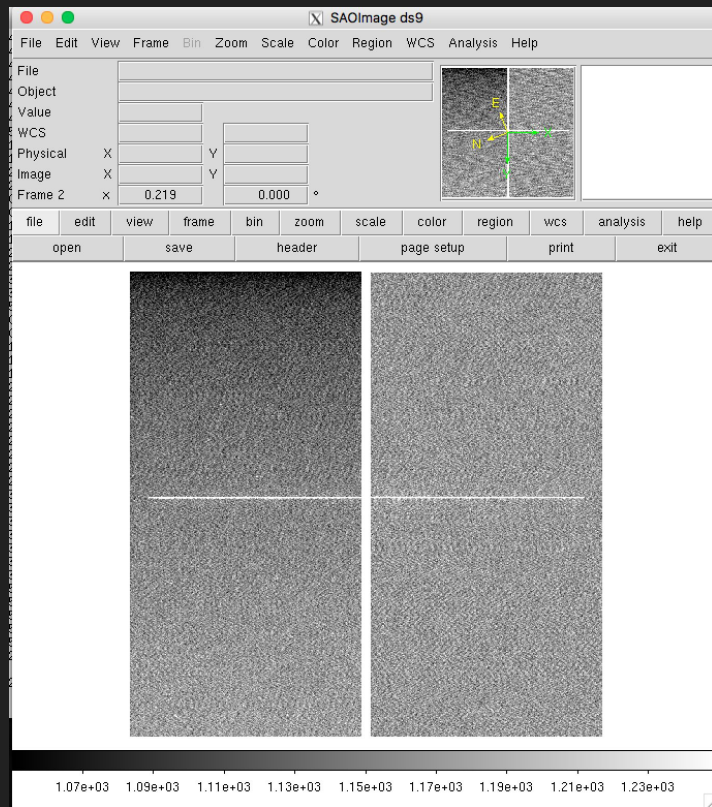 SAOImage ds9
File Edit View Frame Bin Zoom Scale Color Region WCS Analysis Help
File
Object
Value
WCS
Physical X Y
Image X Y
Frame 2 x 0.219 0.000 °
E
N
X
Y
file edit view frame bin zoom scale color region wcs analysis help
open save header page setup print exit
1.07e+03 1.09e+03 1.11e+03 1.13e+03 1.15e+03 1.17e+03 1.19e+03 1.21e+03 1.23e+03